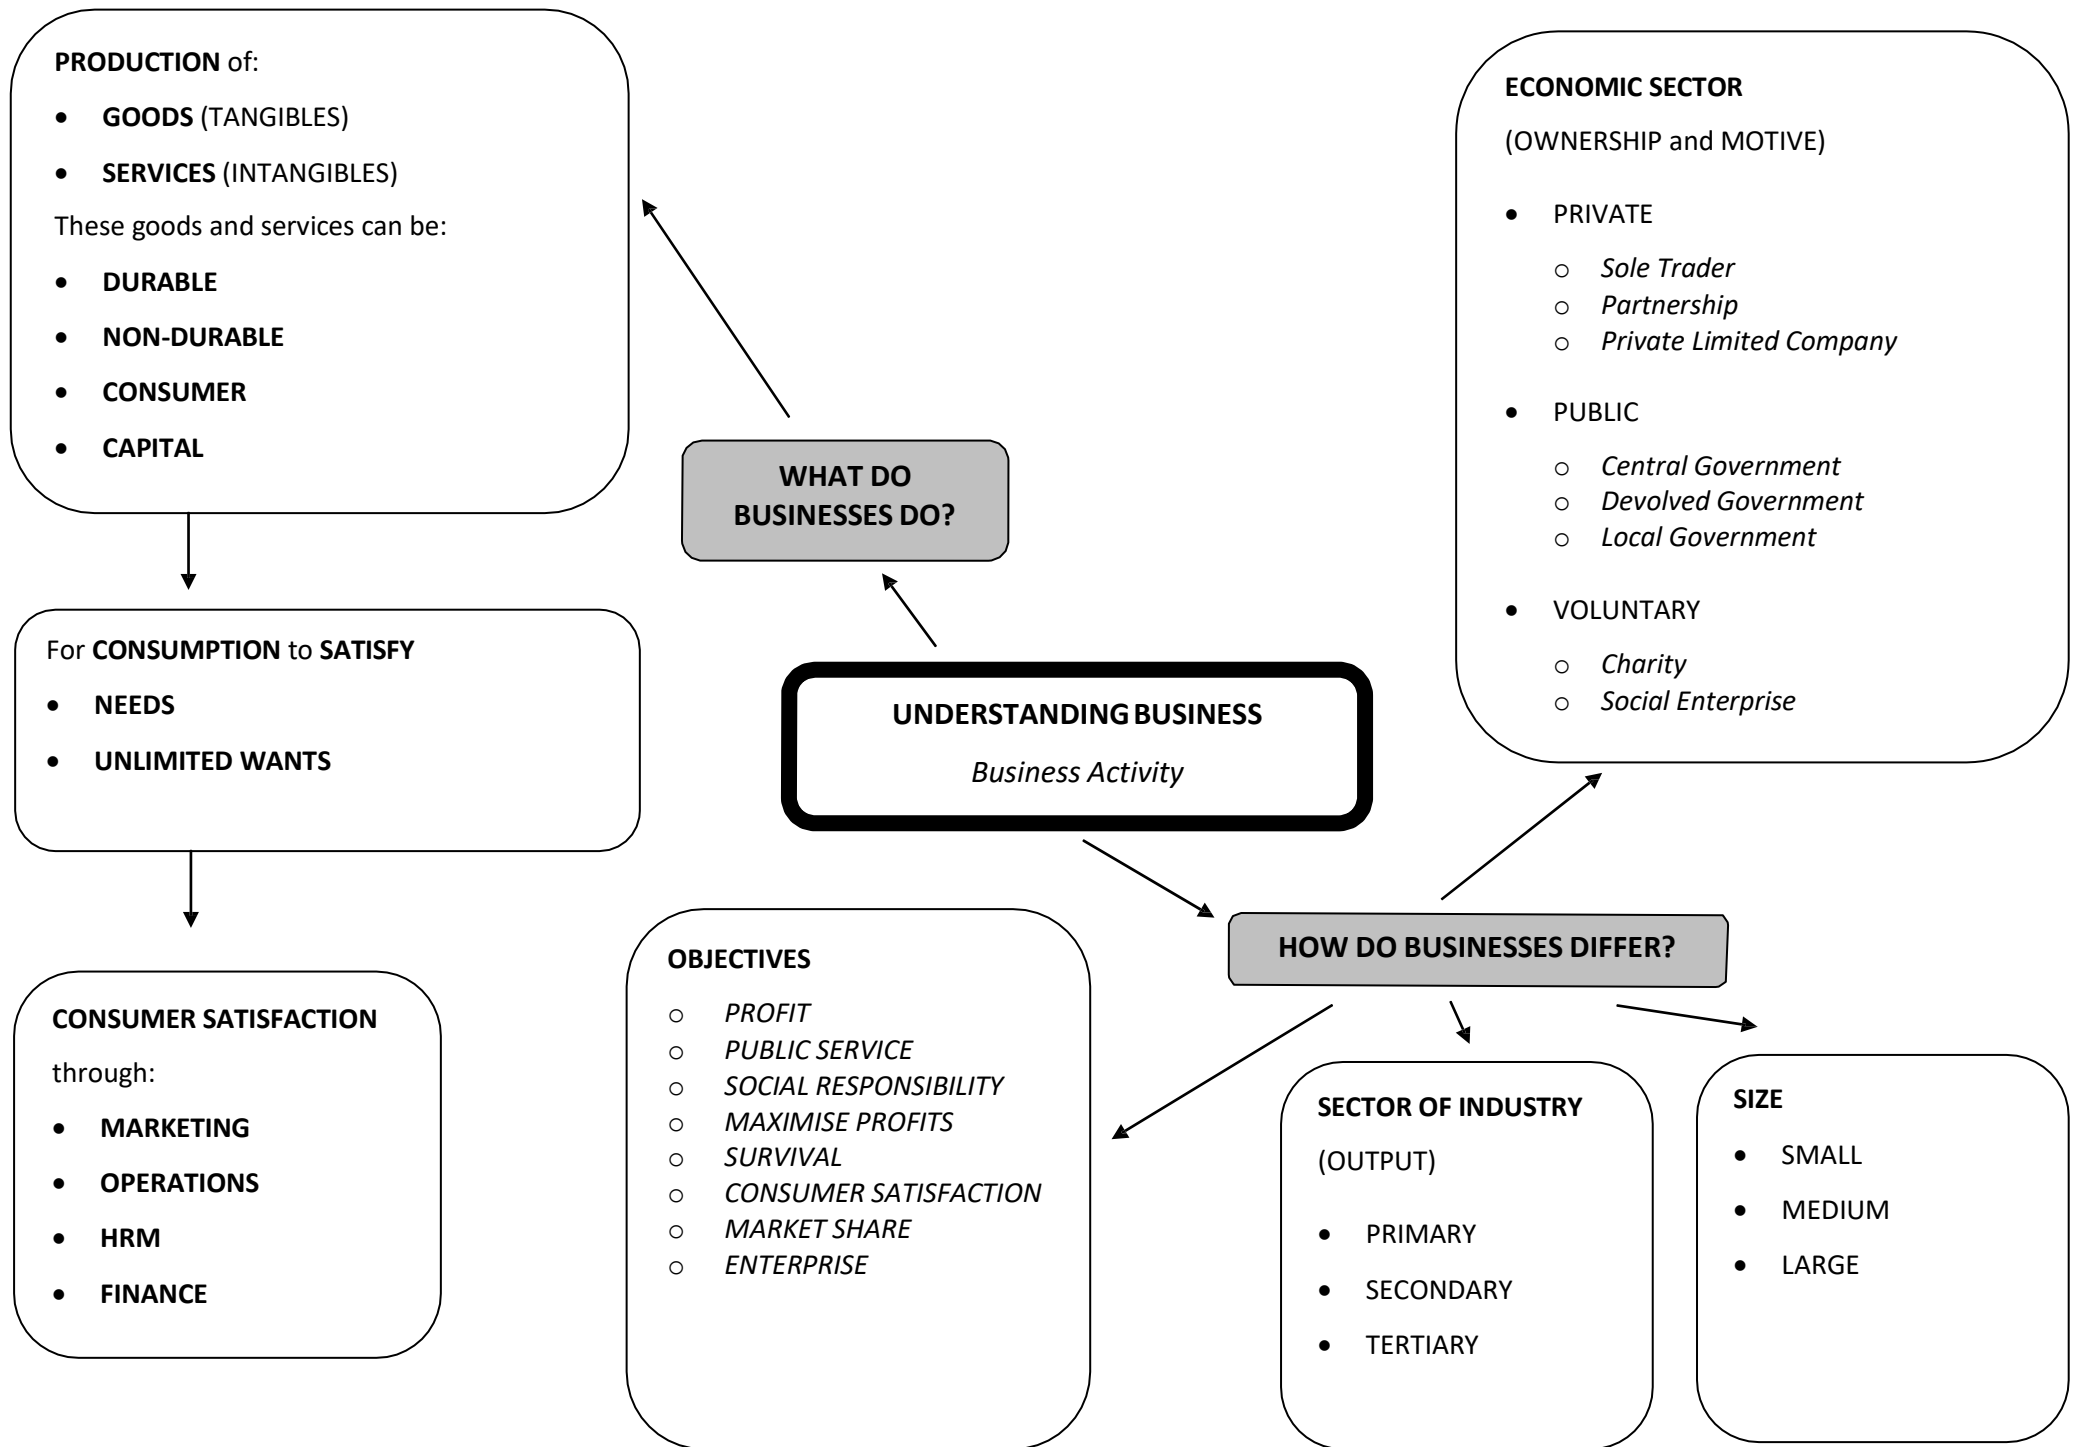 PRODUCTION of:
• GOODS (TANGIBLES)
• SERVICES (INTANGIBLES)
These goods and services can be:
• DURABLE
• NON-DURABLE
• CONSUMER
• CAPITAL
For CONSUMPTION to SATISFY
• NEEDS
• UNLIMITED WANTS
CONSUMER SATISFACTION
through:
• MARKETING
• OPERATIONS
• HRM
• FINANCE
WHAT DO
BUSINESSES DO?
UNDERSTANDING BUSINESS
Business Activity
HOW DO BUSINESSES DIFFER?
ECONOMIC SECTOR
(OWNERSHIP and MOTIVE)
• PRIVATE
o Sole Trader
o Partnership
o Private Limited Company
• PUBLIC
o Central Government
o Devolved Government
o Local Government
• VOLUNTARY
o Charity
o Social Enterprise
OBJECTIVES
o PROFIT
o PUBLIC SERVICE
o SOCIAL RESPONSIBILITY
o MAXIMISE PROFITS
o SURVIVAL
o CONSUMER SATISFACTION
o MARKET SHARE
o ENTERPRISE
SECTOR OF INDUSTRY
(OUTPUT)
• PRIMARY
• SECONDARY
• TERTIARY
SIZE
• SMALL
• MEDIUM
• LARGE